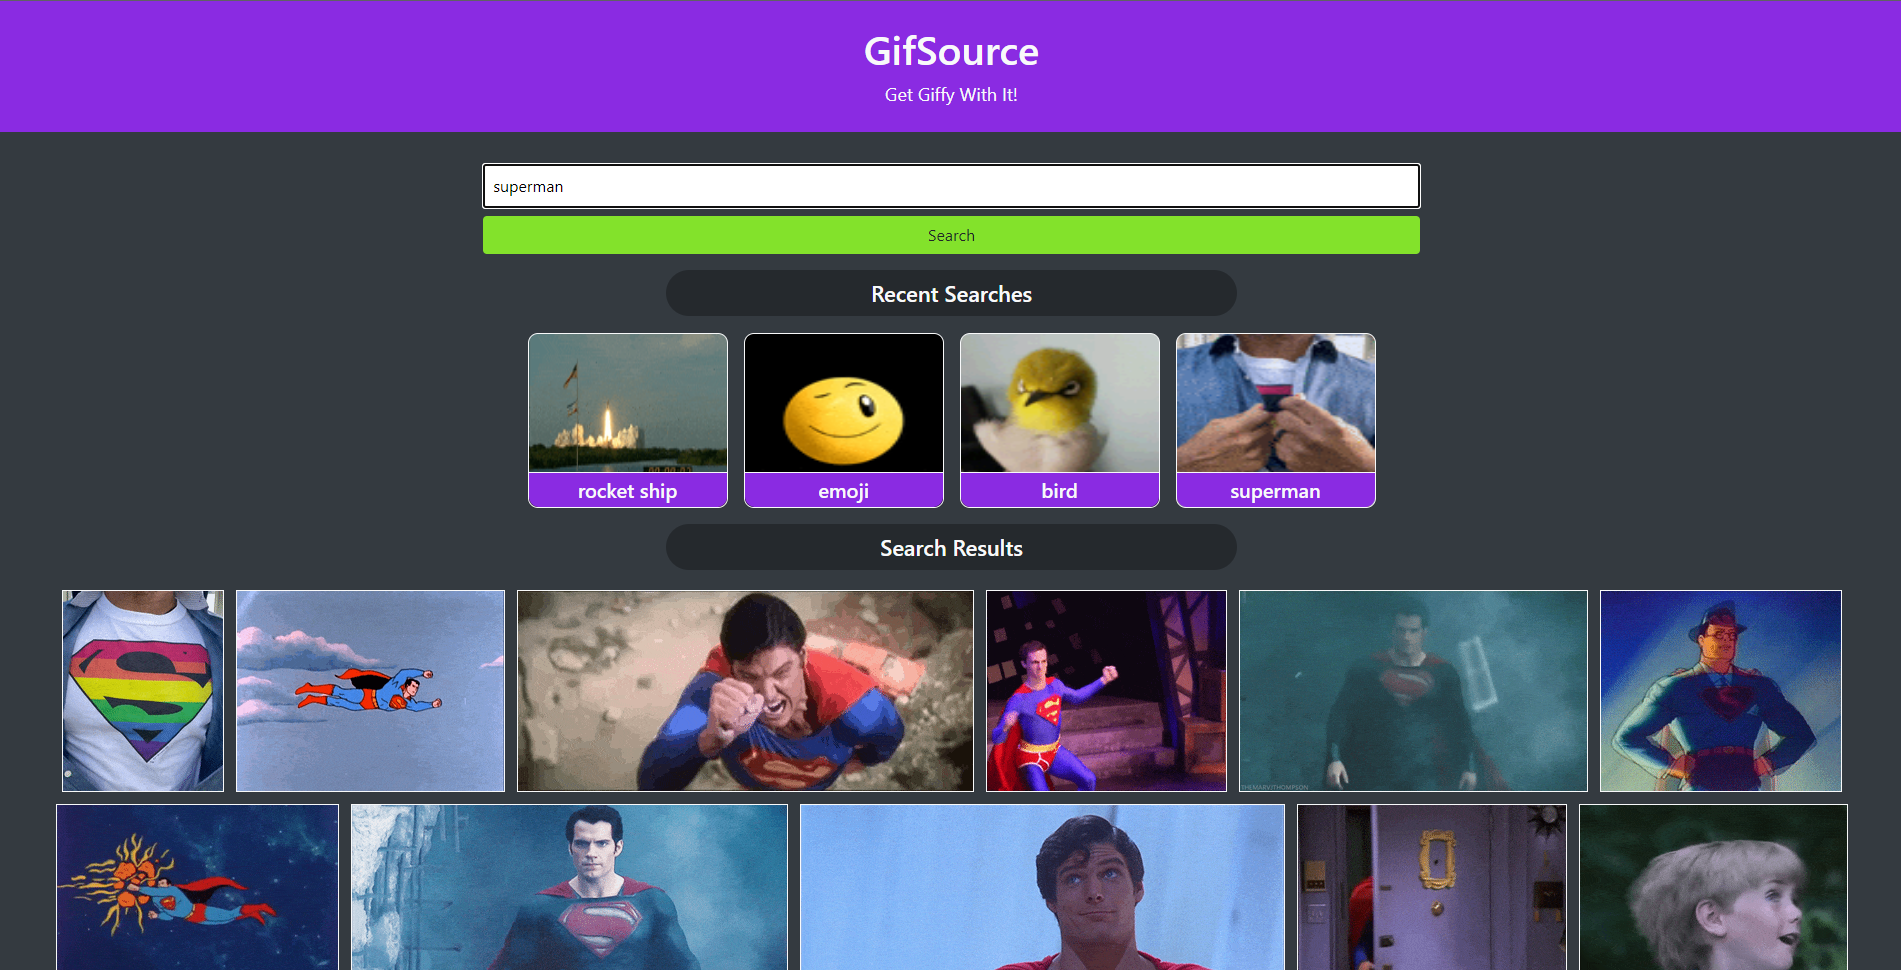 GifSource
Get Giffy With It!
superman
Search
Recent Searches
rocket ship
emoji
bird
superman
Search Results